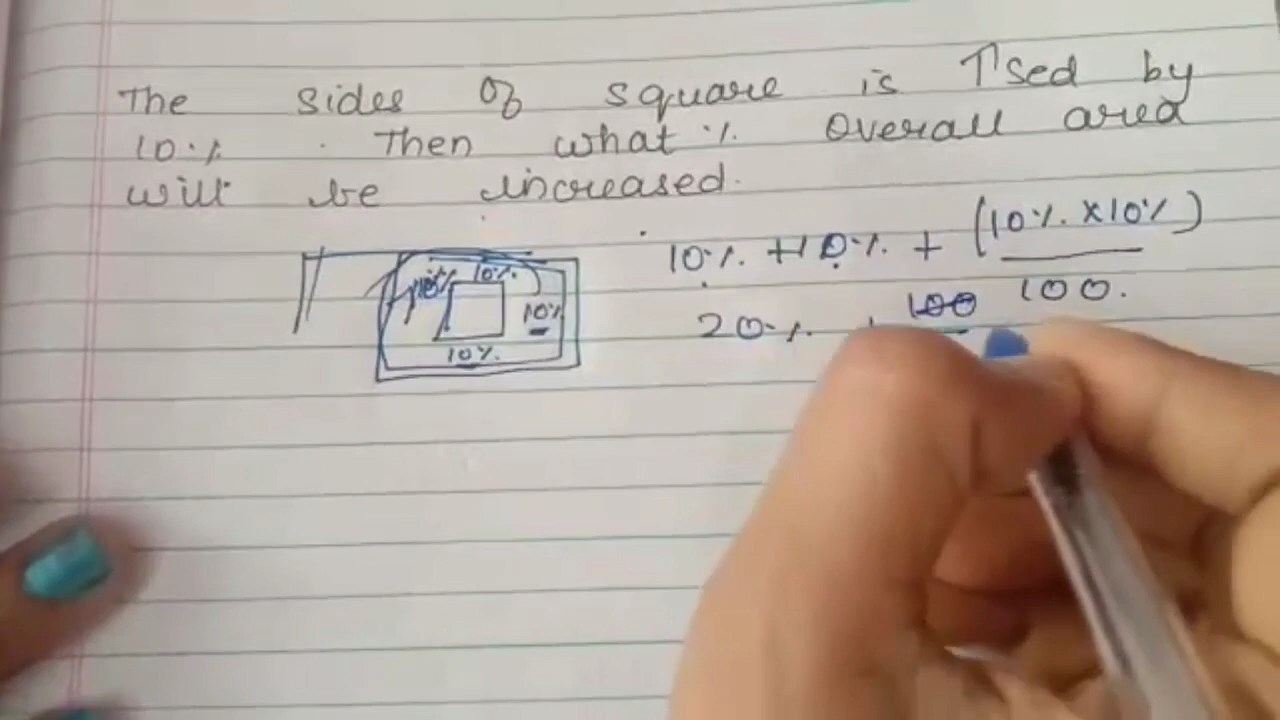 The sides of square is ↑sed by
10%. Then what % overall area
will be increased.
10% + 10% + (10% x 10%)
100.
20% + 100
10% 10%
10%
10%